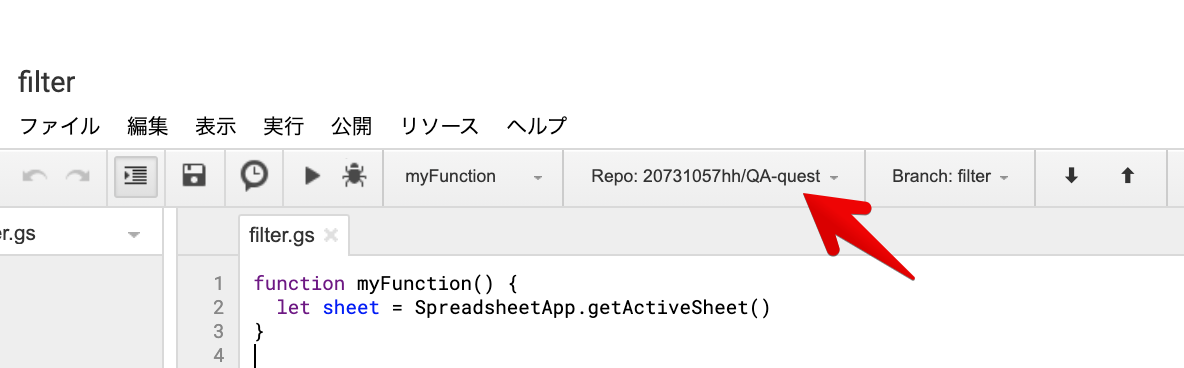 filter
ファイル 編集 表示 実行 公開 リソース ヘルプ
myFunction Repo: 20731057hh/QA-quest Branch: filter
er.gs
filter.gs
1 function myFunction() {
2 let sheet = SpreadsheetApp.getActiveSheet()
3 }
4